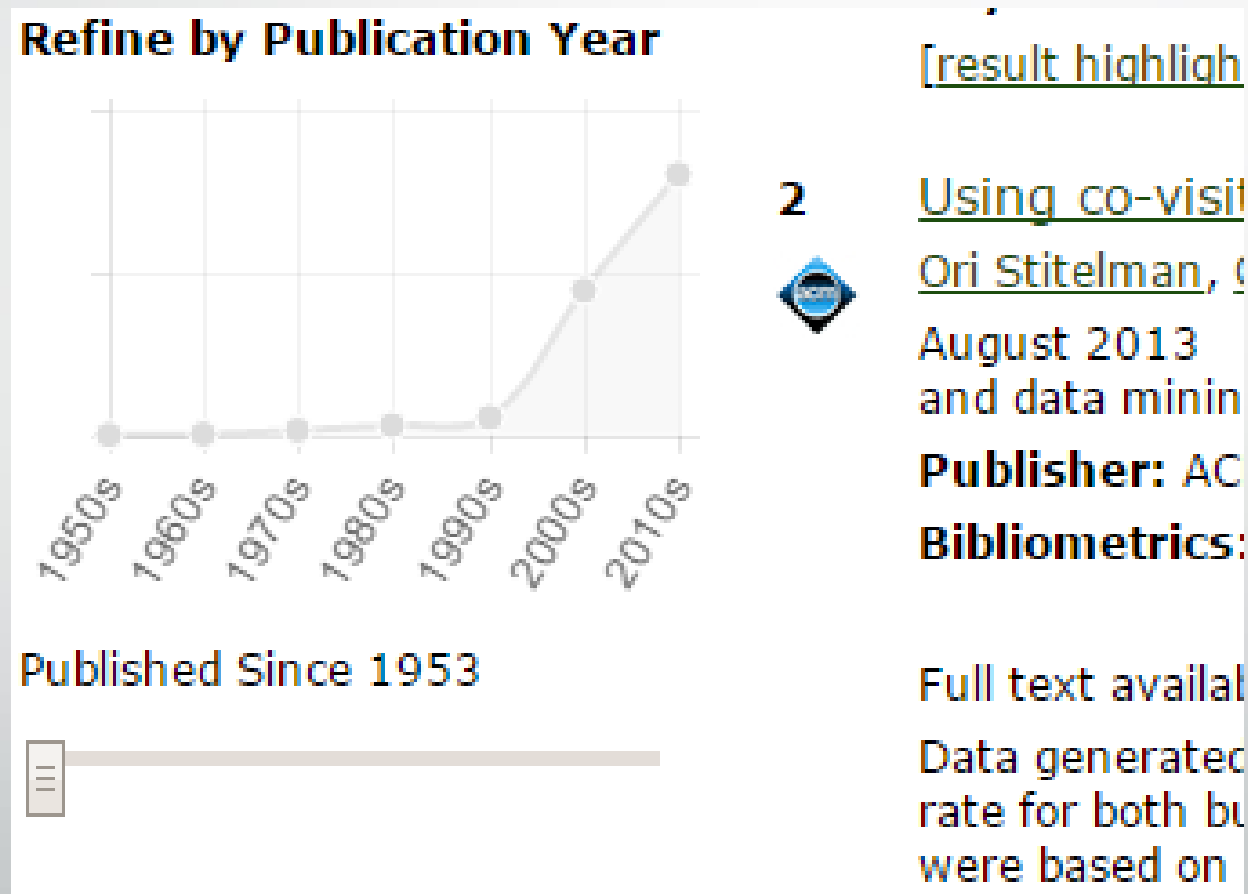 Refine by Publication Year
1950s
1960s
1970s
1980s
1990s
2000s
2010s
Published Since 1953
[result highligh
2
Using co-visit
Ori Stitelman,
August 2013
and data minin
Publisher: AC
Bibliometrics:
Full text availab
Data generated
rate for both bu
were based on